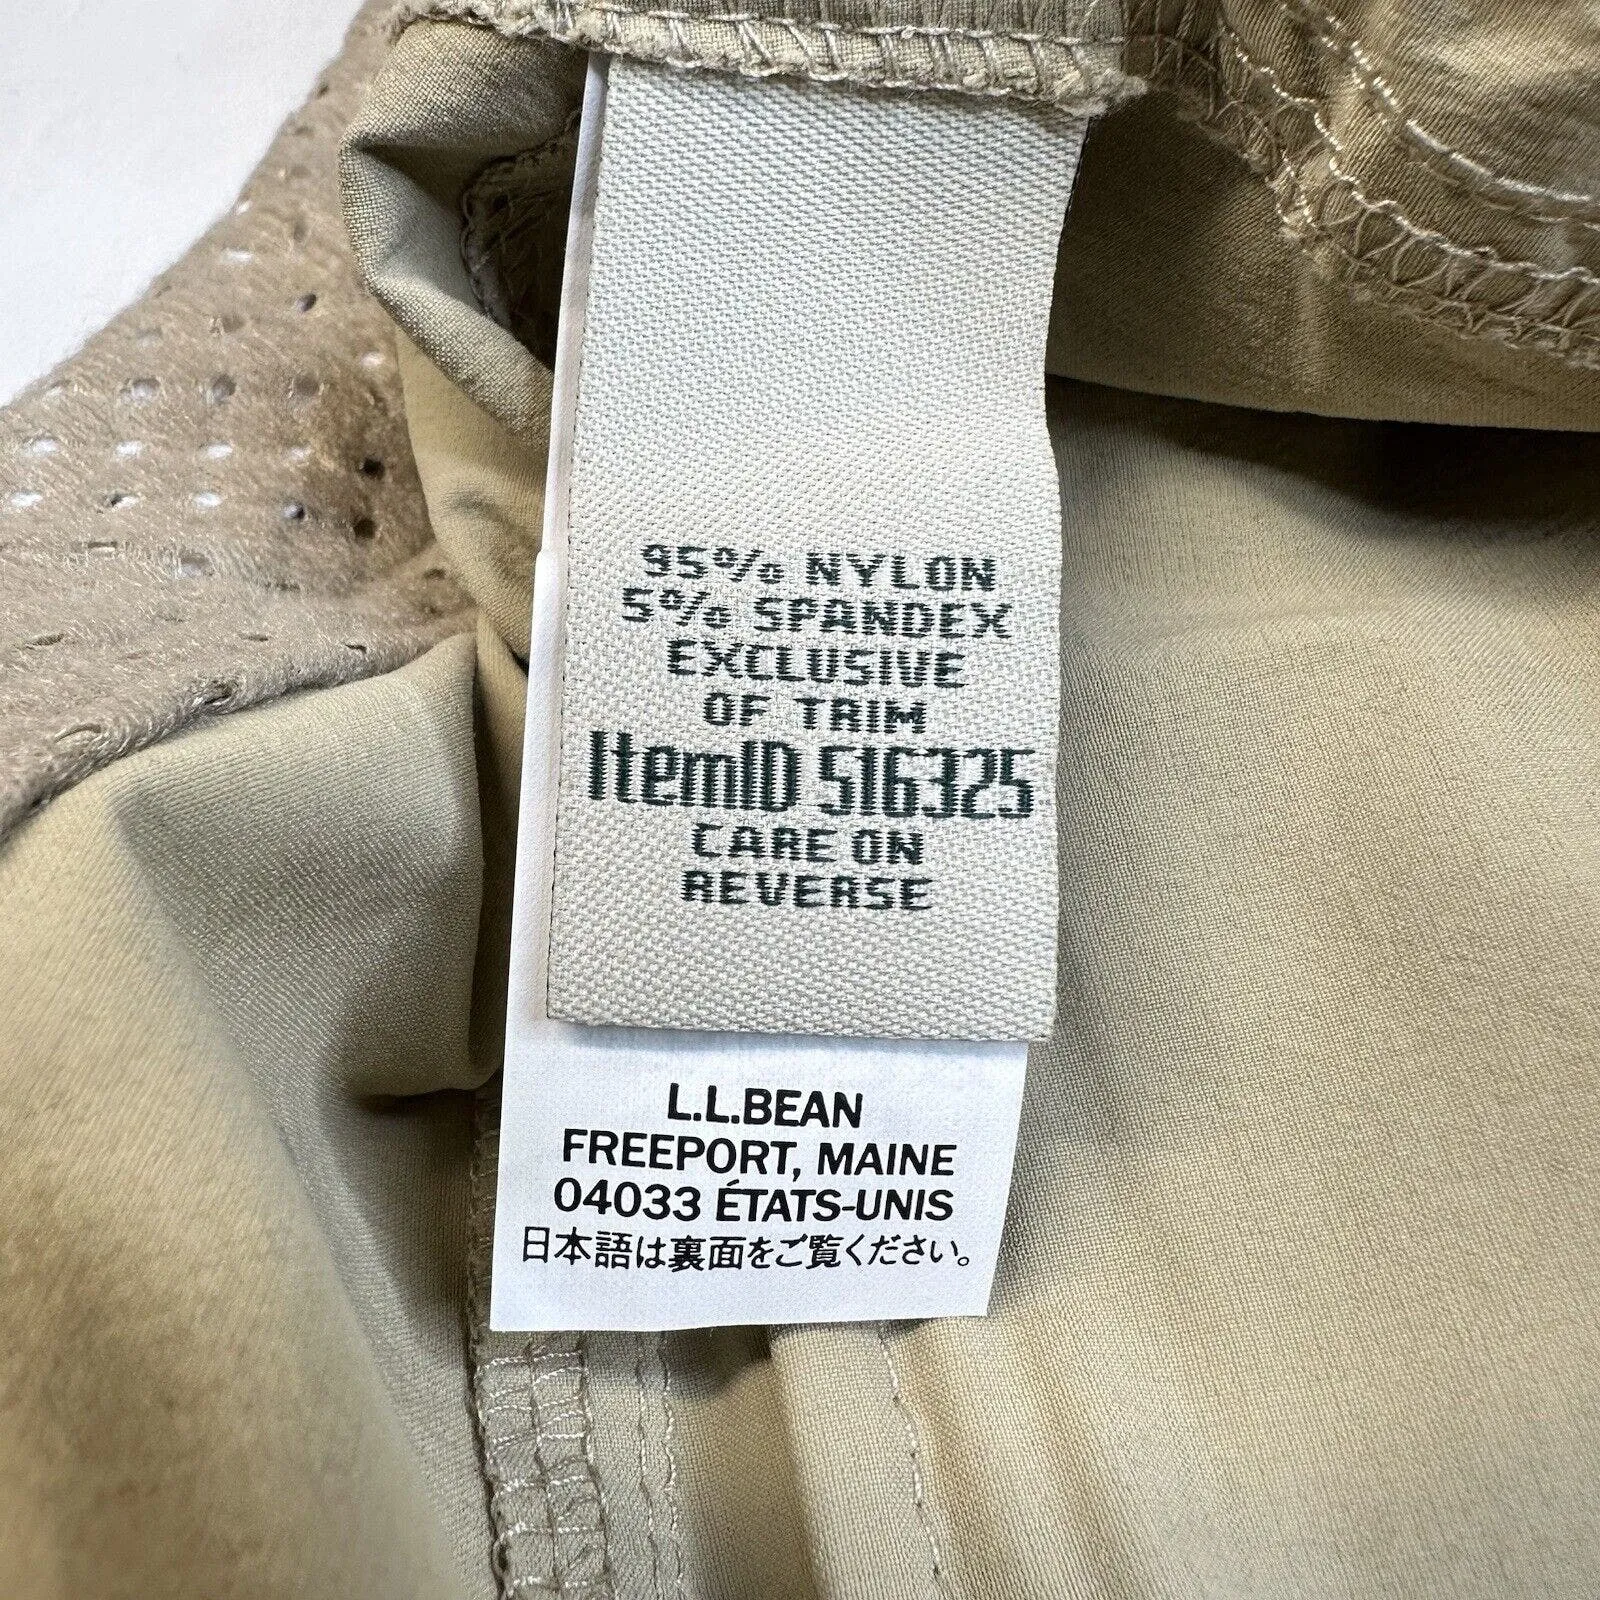 95% NYLON
5% SPANDEX
EXCLUSIVE
OF TRIM
ItemID 516325
CARE ON
REVERSE
L.L.BEAN
FREEPORT, MAINE
04033 ÉTATS-UNIS
日本語は裏面をご覧ください。